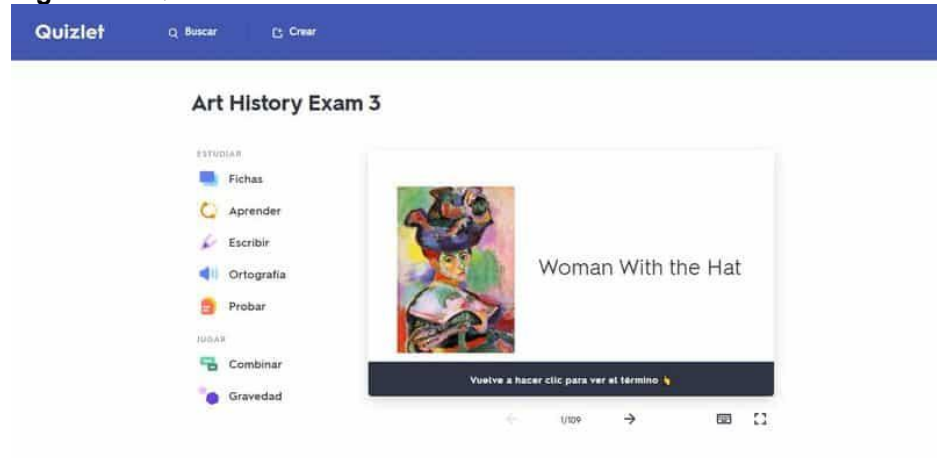 Quizlet
Buscar
Crear
Art History Exam 3
ESTUDIAR
Fichas
Aprender
Escribir
Ortografía
Probar
JUGAR
Combinar
Gravedad
Woman With the Hat
Vuelve a hacer clic para ver el término
1/109